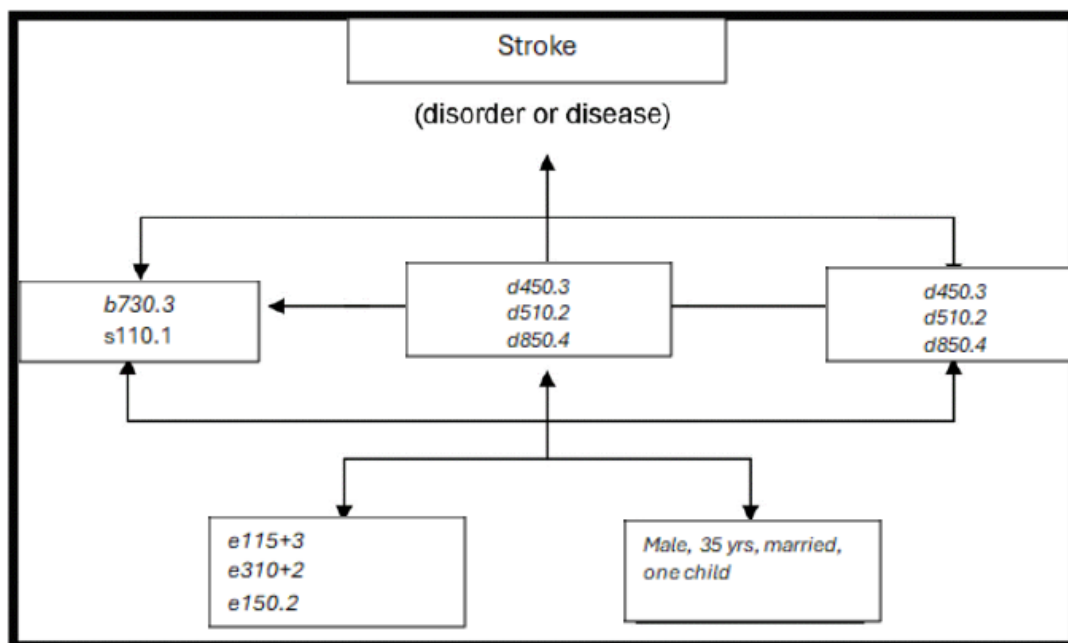 Stroke
(disorder or disease)
b730.3
s110.1
d450.3
d510.2
d850.4
d450.3
d510.2
d850.4
e115+3
e310+2
e150.2
Male, 35 yrs, married,
one child